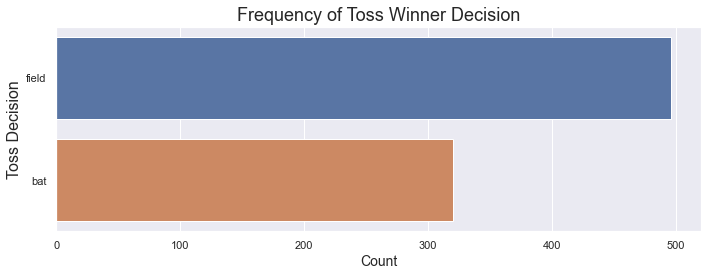 Frequency of Toss Winner Decision
Toss Decision
field
bat
0 100 200 300 400 500
Count